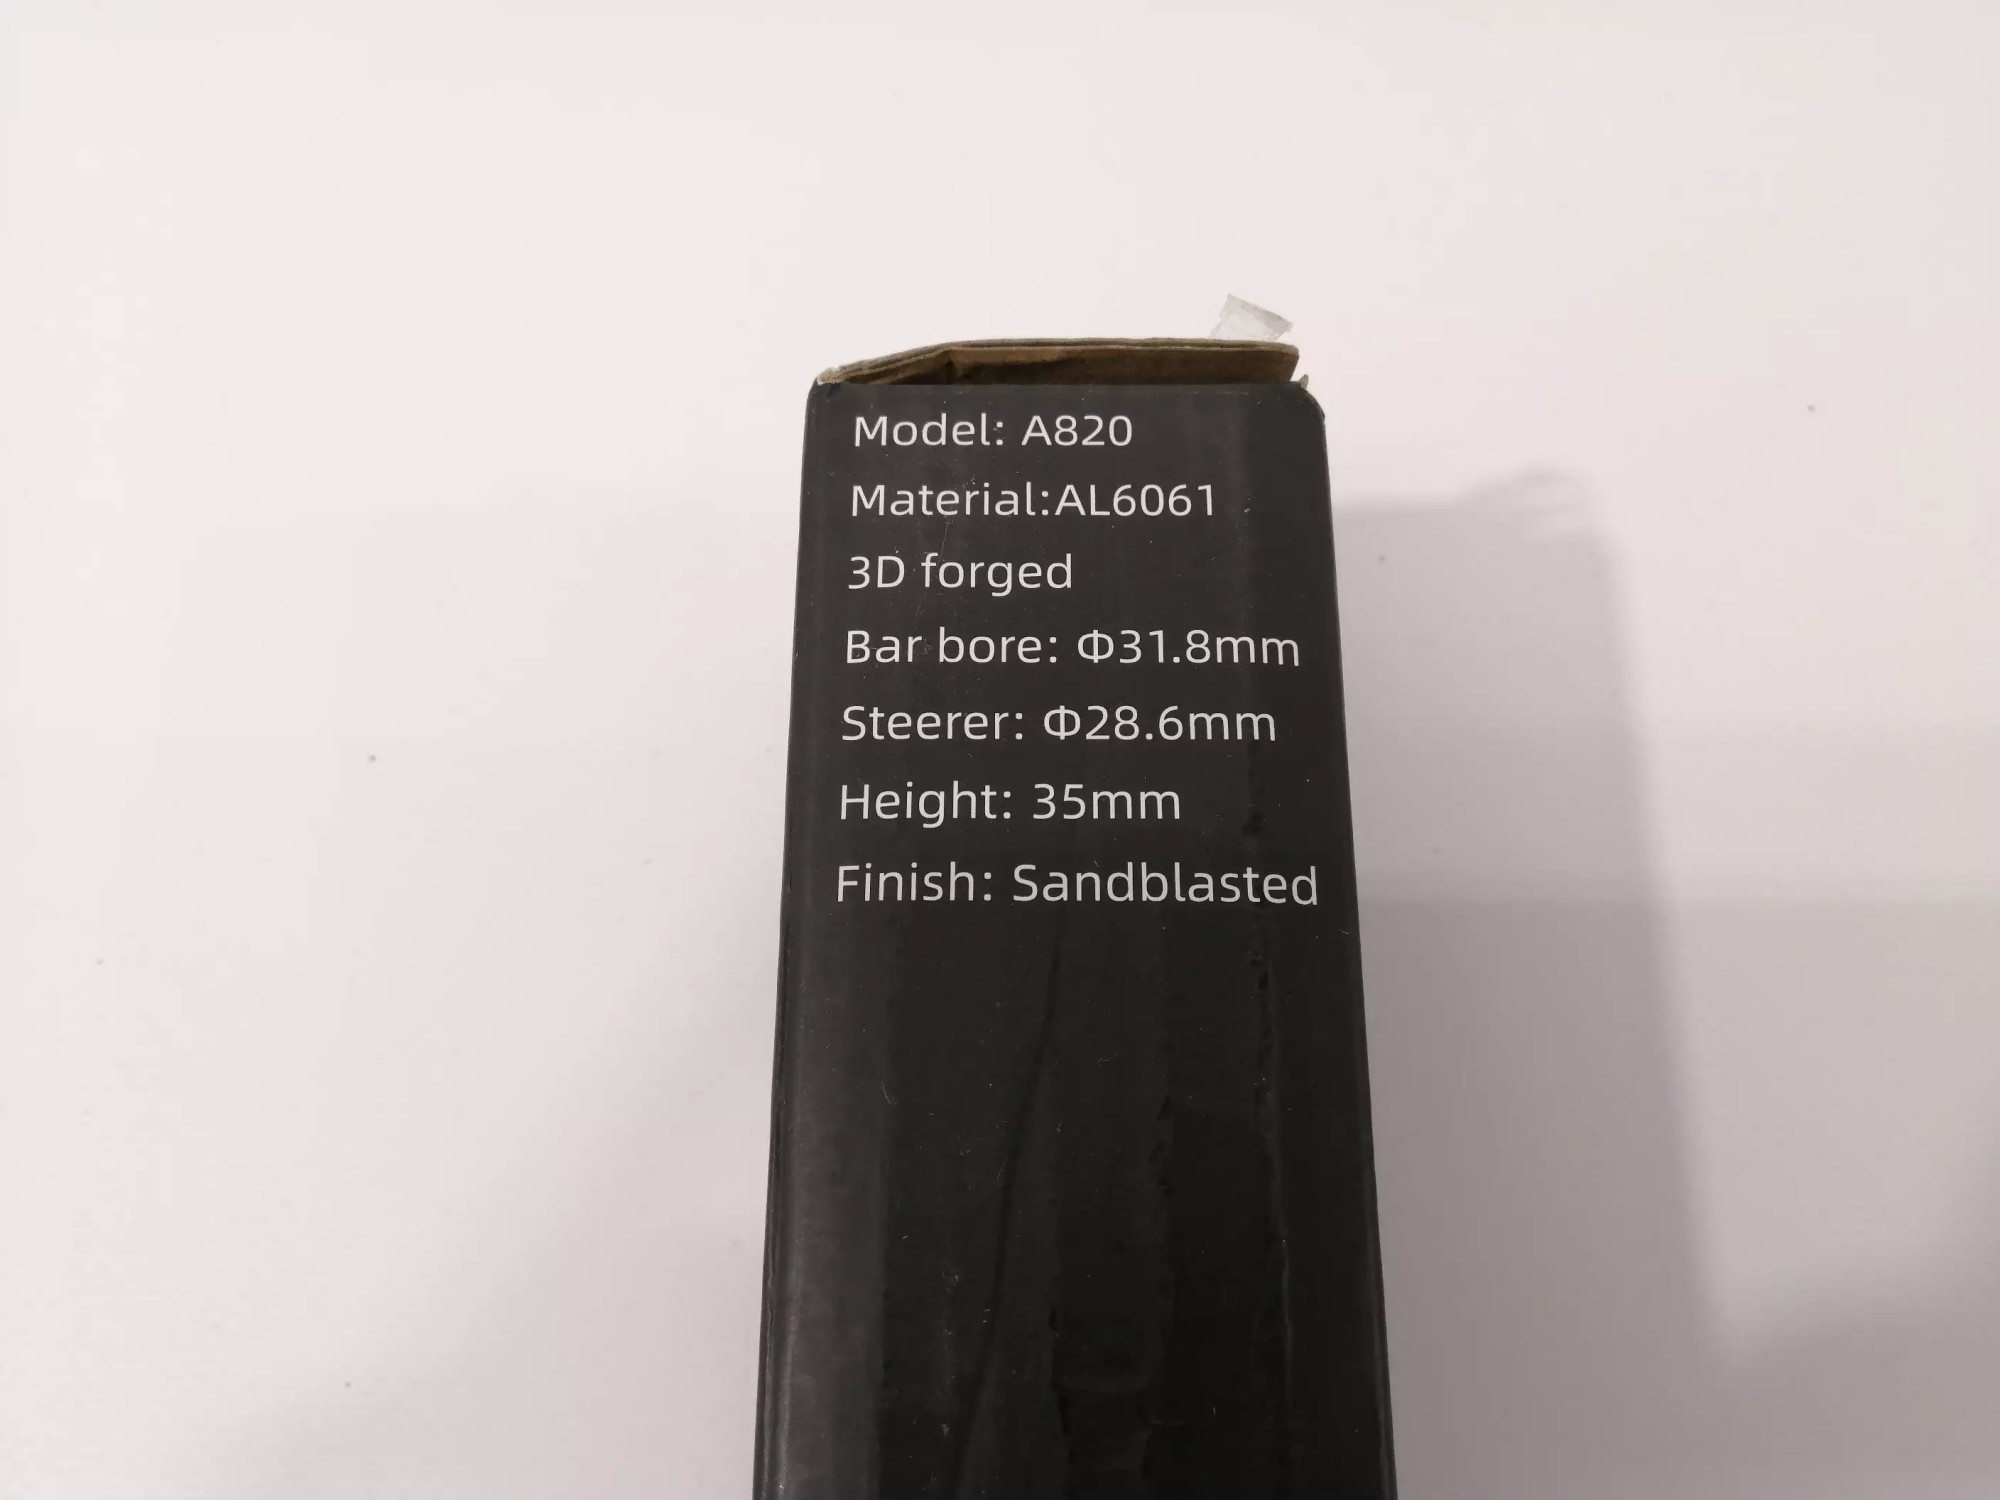 Model: A820
Material:AL6061
3D forged
Bar bore: Φ31.8mm
Steerer: Φ28.6mm
Height: 35mm
Finish: Sandblasted